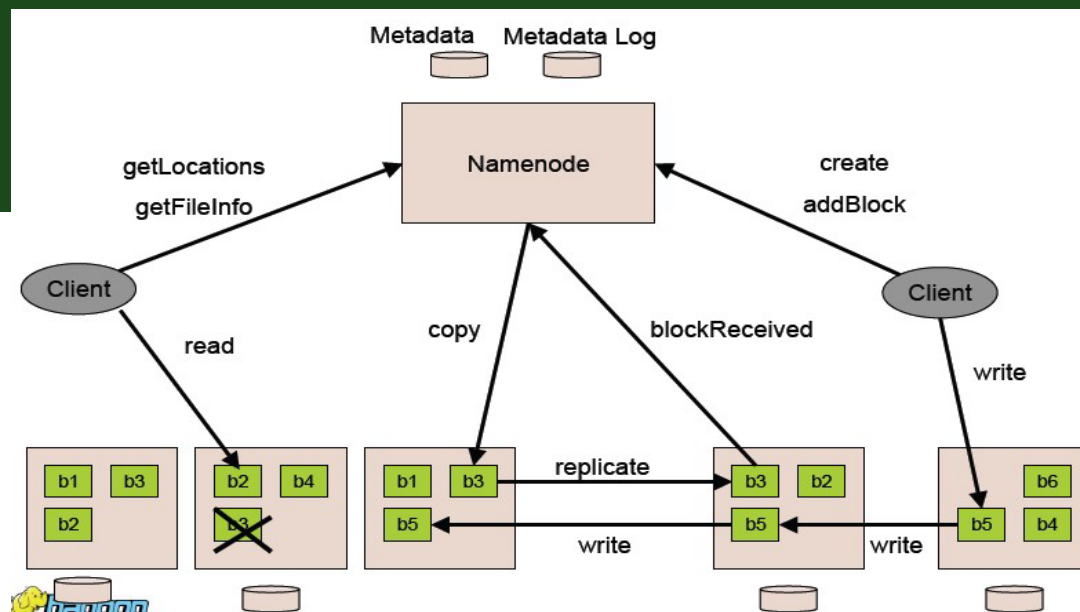 Metadata Metadata Log
Namenode
getLocations
getFileInfo
create
addBlock
Client
Client
read
copy
blockReceived
write
b1 b3
b2
b2 b4
b3
b1 b3
b5
replicate
write
b3 b2
b5
write
b6
b5 b4